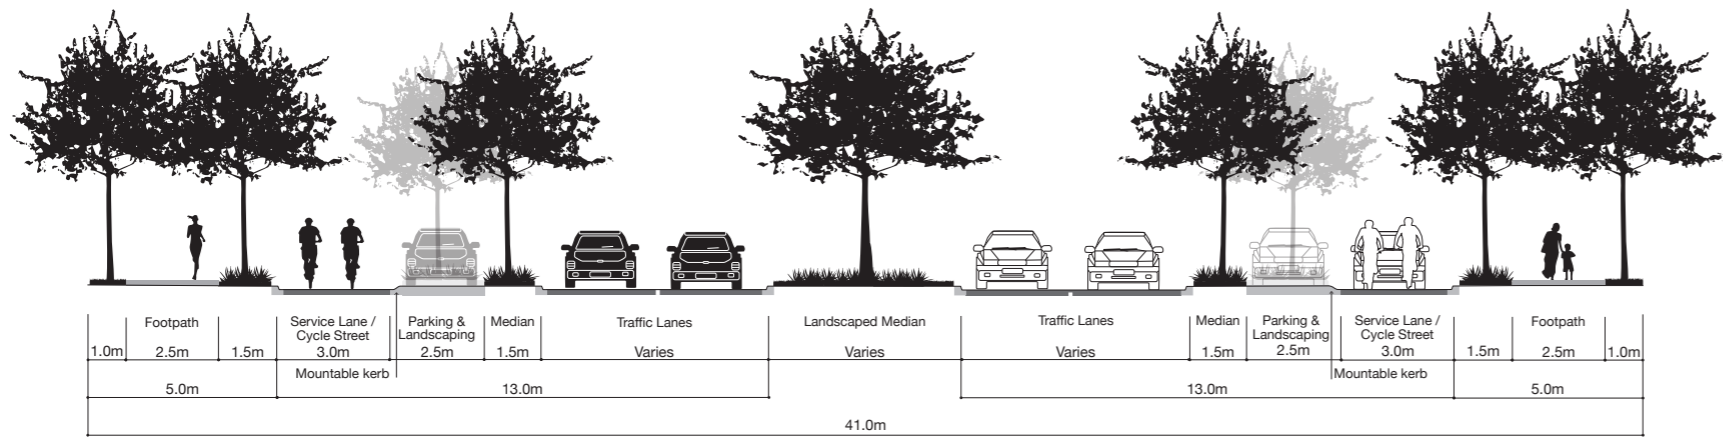 Footpath
Service Lane /
Cycle Street
Parking &
Landscaping
Median
Traffic Lanes
Landscaped Median
Traffic Lanes
Median
Parking &
Landscaping
Service Lane /
Cycle Street
Footpath
1.0m
2.5m
1.5m
3.0m
2.5m
1.5m
Varies
Varies
Varies
1.5m
2.5m
3.0m
1.5m
2.5m
1.0m
Mountable kerb
Mountable kerb
5.0m
13.0m
13.0m
5.0m
41.0m